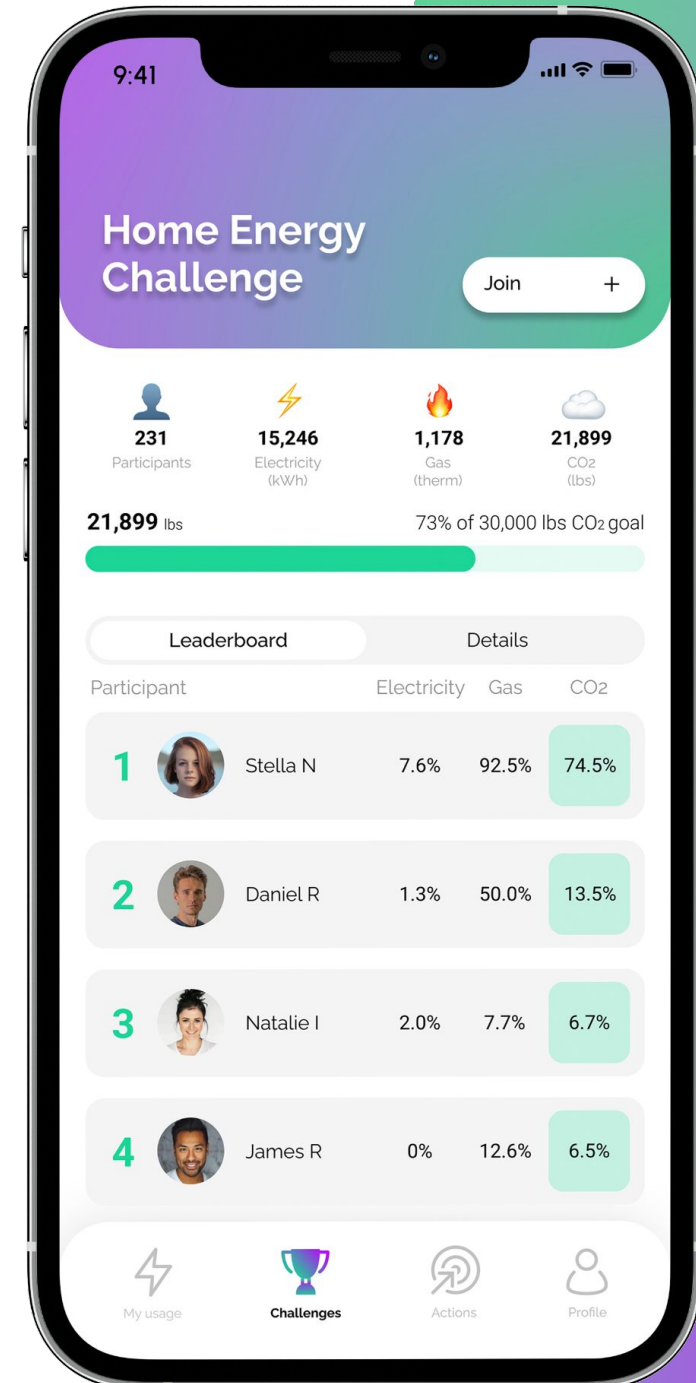 9:41
Home Energy
Challenge
Join +
231 15,246 1,178 21,899
Participants Electricity Gas CO2
(kWh) (therm) (lbs)
21,899 lbs 73% of 30,000 lbs CO2 goal
Leaderboard Details
Participant Electricity Gas CO2
1 Stella N 7.6% 92.5% 74.5%
2 Daniel R 1.3% 50.0% 13.5%
3 Natalie I 2.0% 7.7% 6.7%
4 James R 0% 12.6% 6.5%
My usage Challenges Actions Profile